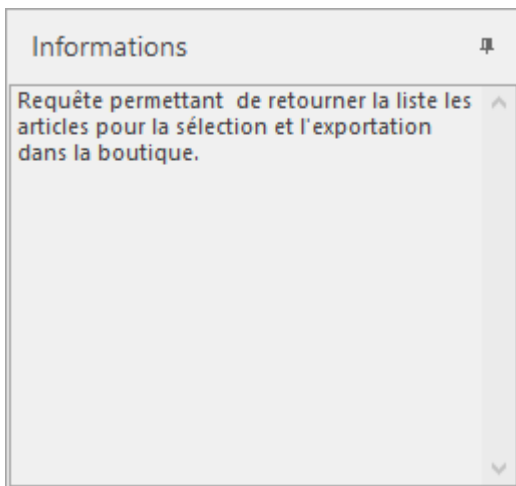 Informations
Requête permettant  de retourner la liste les
articles pour la sélection et l'exportation
dans la boutique.